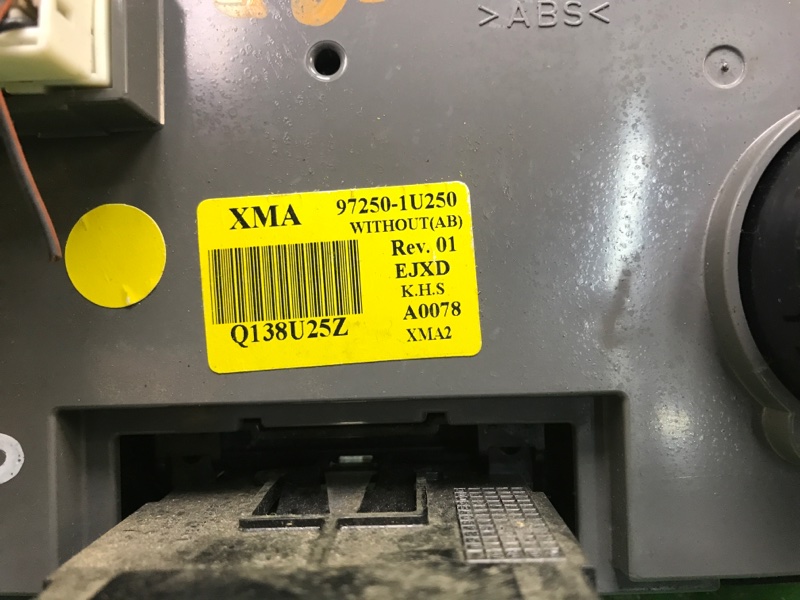 >ABS<
XMA 97250-1U250
WITHOUT(AB)
Rev. 01
EJXD
K.H.S
A0078
Q138U25Z
XMA2